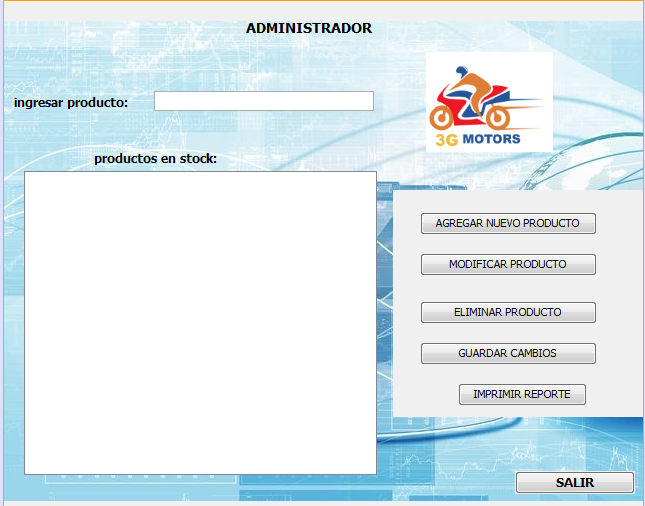 ADMINISTRADOR
ingresar producto:
3G MOTORS
productos en stock:
AGREGAR NUEVO PRODUCTO
MODIFICAR PRODUCTO
ELIMINAR PRODUCTO
GUARDAR CAMBIOS
IMPRIMIR REPORTE
SALIR